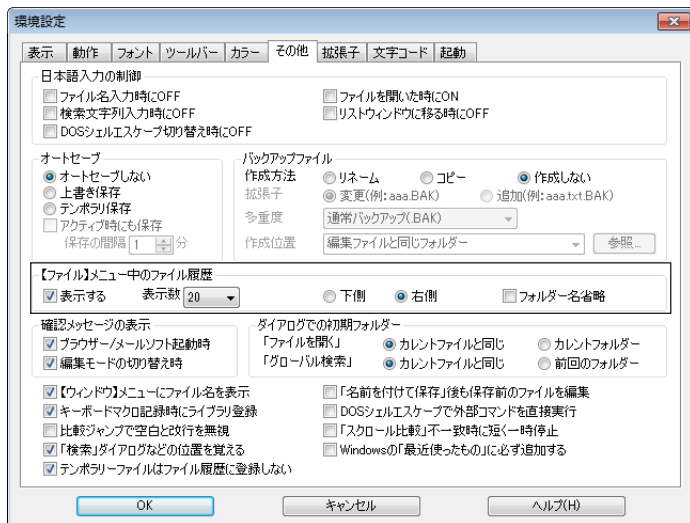 環境設定
表示 動作 フォント ツールバー カラー その他 拡張子 文字コード 起動
日本語入力の制御
ファイル名入力時にOFF ファイルを開いた時にON
検索文字列入力時にOFF リストウィンドウに移る時にOFF
DOSシェルエスケープ切り替え時にOFF
オートセーブ バックアップファイル
オートセーブしない 作成方法 リネーム コピー 作成しない
上書き保存 拡張子 変更(例:aaa.BAK) 追加(例:aaa.txt.BAK)
テンポラリ保存
アクティブ時にも保存 多重度 通常バックアップ(.BAK)
保存の間隔 1 分 作成位置 編集ファイルと同じフォルダー 参照...
【ファイル】メニュー中のファイル履歴
表示する 表示数 20 下側 右側 フォルダー名省略
確認メッセージの表示 ダイアログでの初期フォルダー
ブラウザー/メールソフト起動時 「ファイルを開く」 カレントファイルと同じ カレントフォルダー
編集モードの切り替え時 「グローバル検索」 カレントファイルと同じ 前回のフォルダー
【ウィンドウ】メニューにファイル名を表示 「名前を付けて保存」後も保存前のファイルを編集
キーボードマクロ記録時にライブラリ登録 DOSシェルエスケープで外部コマンドを直接実行
比較ジャンプで空白と改行を無視 「スクロール比較」不一致時に短く一時停止
「検索」ダイアログなどの位置を覚える Windowsの「最近使ったもの」に必ず追加する
テンポラリーファイルはファイル履歴に登録しない
OK キャンセル ヘルプ(H)